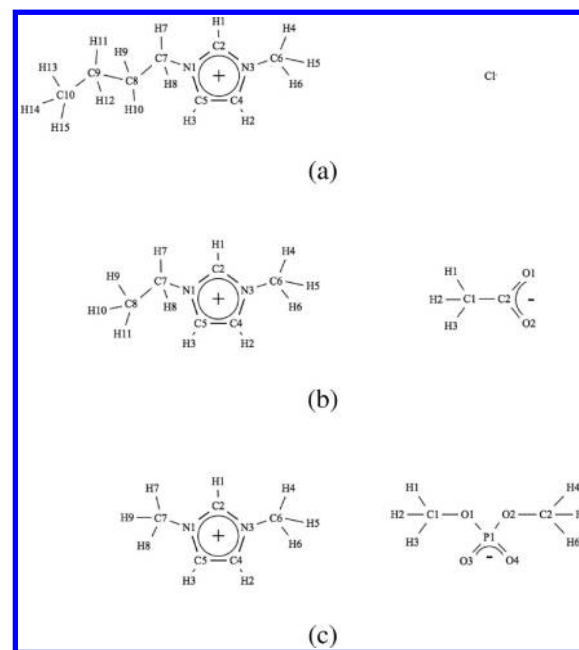 H1
H7 H4
H11 H9 C2
C7 N1 N3 C6 H5
H13 C9 C8 H8 + H6 Cl-
C10 H12 H10 C5 C4
H14
H15 H3 H2
(a)
H7 H1 H4
H9 C7 C2 C6 H5 H1 O1
C8 H8 N1 + N3 H6 H2 C1 C2 -
H10 H11 C5 C4 H3 O2
H3 H2
(b)
H7 H1 H4 H1 H4
H9 C7 C2 C6 H5 H2 C1 O1 O2 C2 H
H8 N1 + N3 H6 H3 P1 H6
C5 C4 O3 - O4
H3 H2
(c)